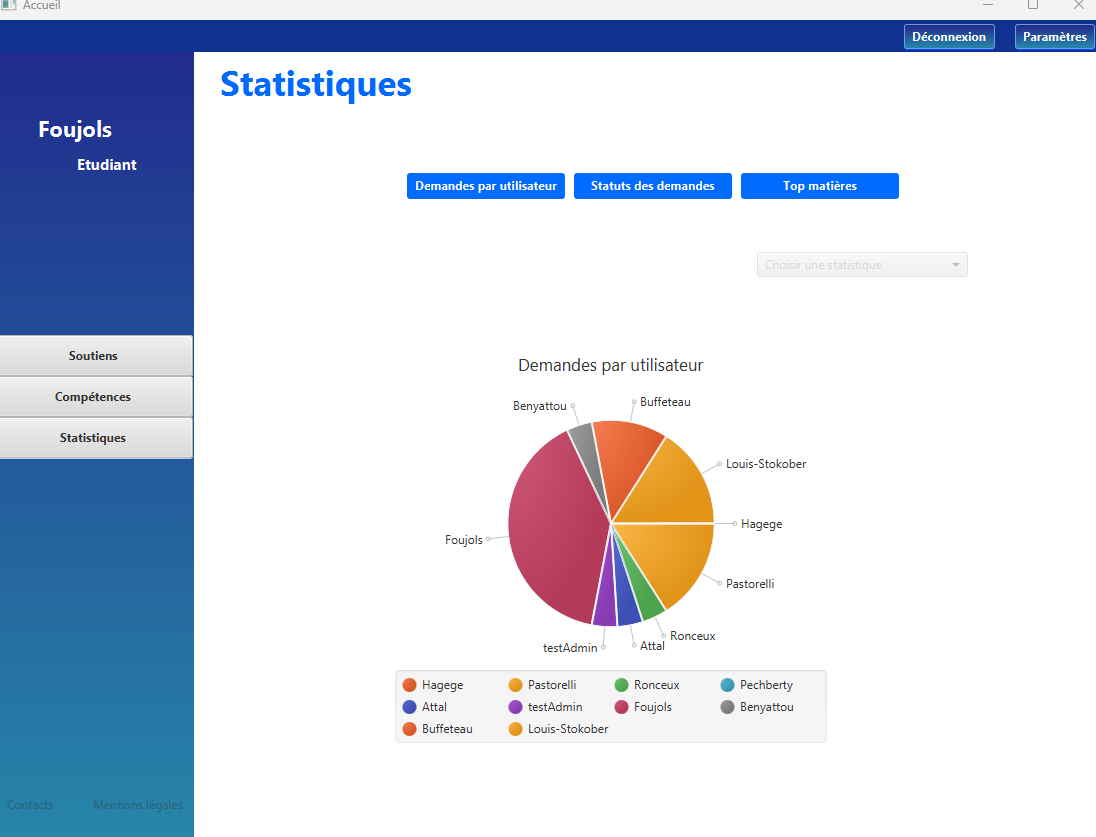 Accueil
Déconnexion
Paramètres
Statistiques
Foujols
Etudiant
Demandes par utilisateur
Statuts des demandes
Top matières
Choisir une statistique
Soutiens
Compétences
Statistiques
Demandes par utilisateur
Benyattou
Buffeteau
Louis-Stokober
Hagege
Foujols
Pastorelli
Ronceux
testAdmin
Attal
Hagege Pastorelli Ronceux Pechberty
Attal testAdmin Foujols Benyattou
Buffeteau Louis-Stokober
Contacts
Mentions légales